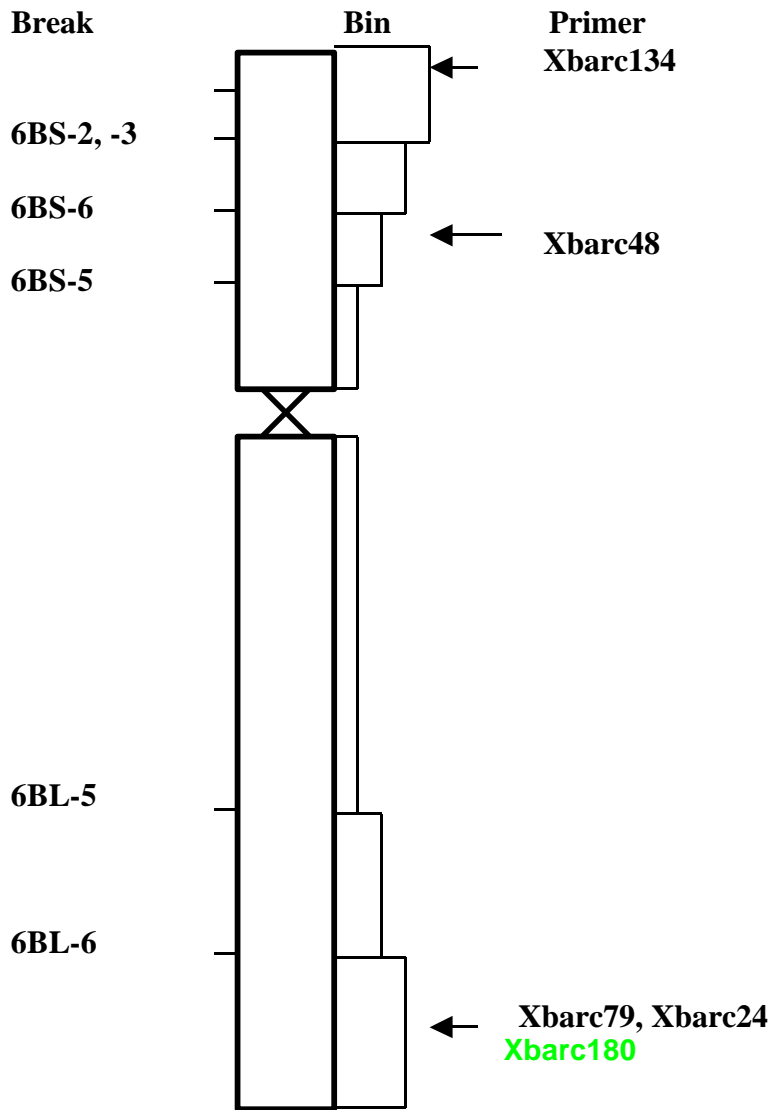 Break Bin Primer
Xbarc134
6BS-2, -3
6BS-6
Xbarc48
6BS-5
6BL-5
6BL-6
Xbarc79, Xbarc24
Xbarc180